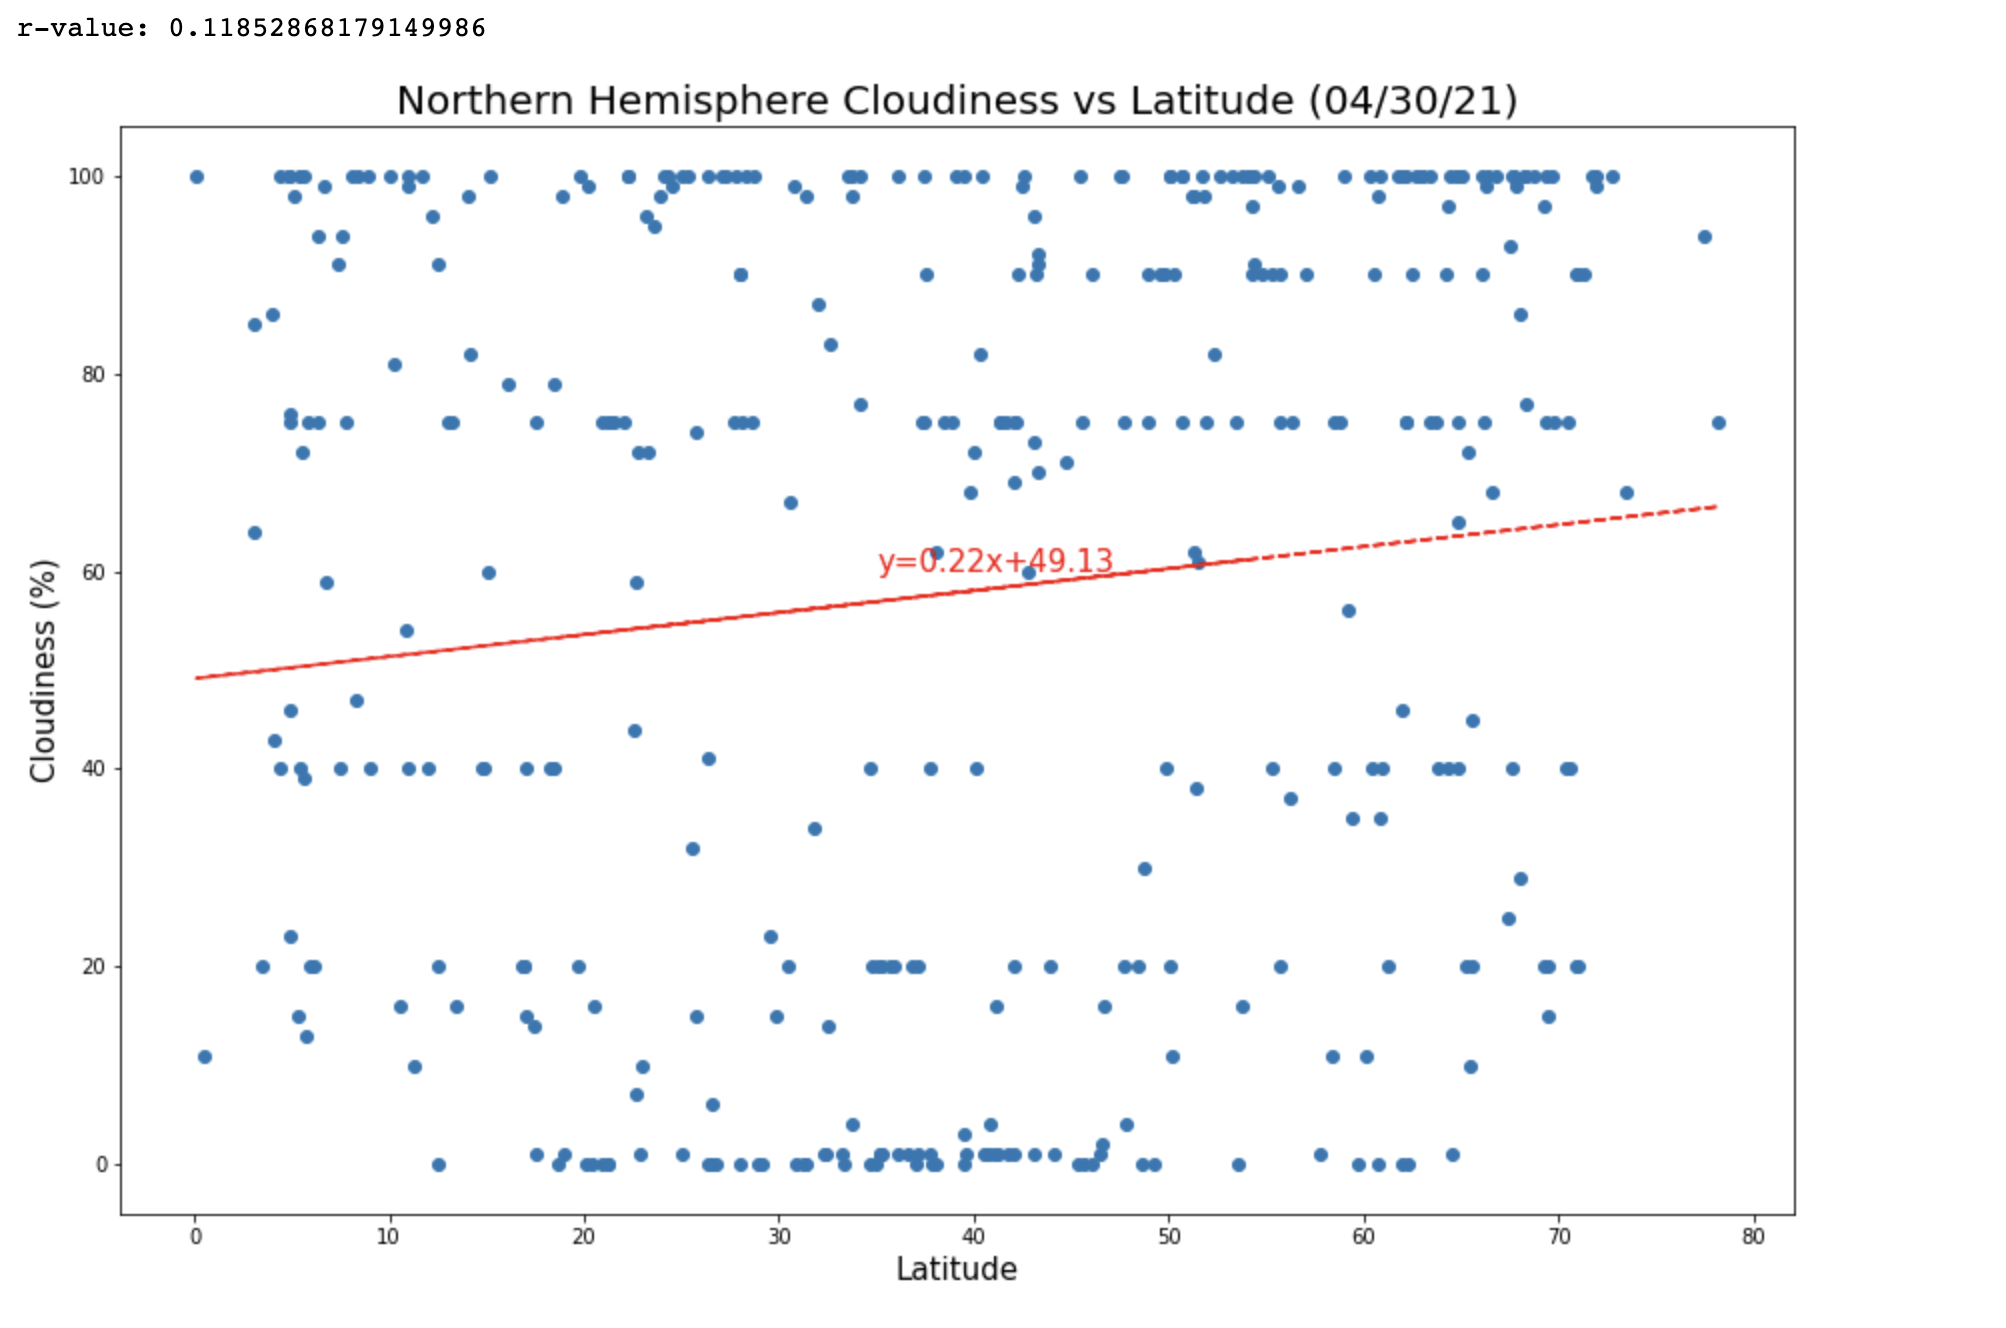 r-value: 0.11852868179149986
Northern Hemisphere Cloudiness vs Latitude (04/30/21)
100
80
60
40
20
0
Cloudiness (%)
y=0.22x+49.13
0 10 20 30 40 50 60 70 80
Latitude